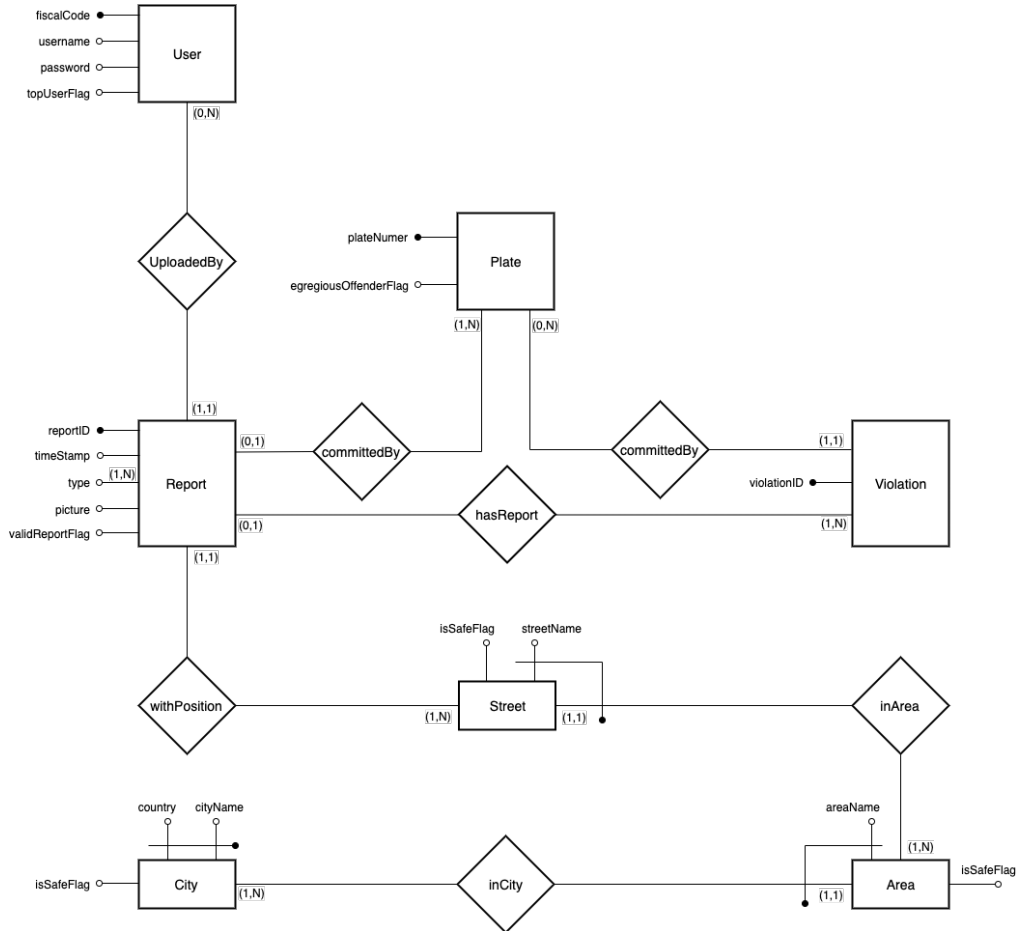 fiscalCode
username
User
password
topUserFlag
(0,N)
plateNumer
Plate
UploadedBy
egregiousOffenderFlag
(1,N)
(0,N)
(1,1)
reportID
(0,1)
committedBy
committedBy
(1,1)
timeStamp
(1,N)
type
Report
violationID
Violation
picture
hasReport
validReportFlag
(0,1)
(1,N)
(1,1)
isSafeFlag
streetName
withPosition
(1,N)
Street
(1,1)
inArea
country
cityName
areaName
(1,N)
isSafeFlag
isSafeFlag
City
(1,N)
inCity
(1,1)
Area